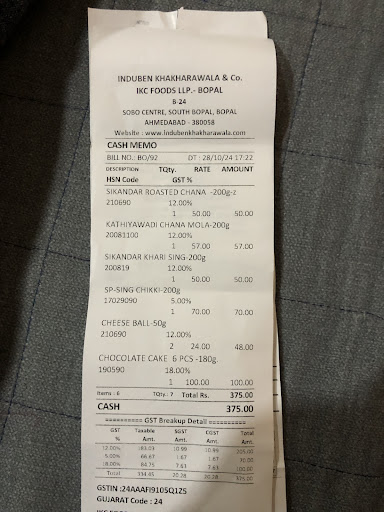 INDUBEN KHAKHARAWALA & Co.
IKC FOODS LLP.- BOPAL
B-24
SOBO CENTRE, SOUTH BOPAL, BOPAL
AHMEDABAD - 380058
Website : www.Indubenkhakharawala.com
CASH MEMO
BILL NO.: BO/92 DT : 28/10/24 17:22
DESCRIPTION TQty. RATE AMOUNT
HSN Code GST %
SIKANDAR ROASTED CHANA -200g-z
210690 12.00%
1 50.00 50.00
KATHIYAWADI CHANA MOLA-200g
20081100 12.00%
1 57.00 57.00
SIKANDAR KHARI SING-200g
200819 12.00%
1 50.00 50.00
SP-SING CHIKKI-200g
17029090 5.00%
1 70.00 70.00
CHEESE BALL-50g
210690 12.00%
2 24.00 48.00
CHOCOLATE CAKE 6 PCS -180g.
190590 18.00%
1 100.00 100.00
Items : 6 TQty.: 7 Total Rs. 375.00
CASH 375.00
========== GST Breakup Detail ==========
GST Taxable SGST CGST Total
% Amt. Amt. Amt. Amt.
12.00% 183.03 10.99 10.99 205.00
5.00% 66.67 1.67 1.67 70.00
18.00% 84.75 7.63 7.63 100.00
Total 334.45 20.28 20.28 375.00
GSTIN :24AAAFI9105Q1ZS
GUJARAT Code : 24